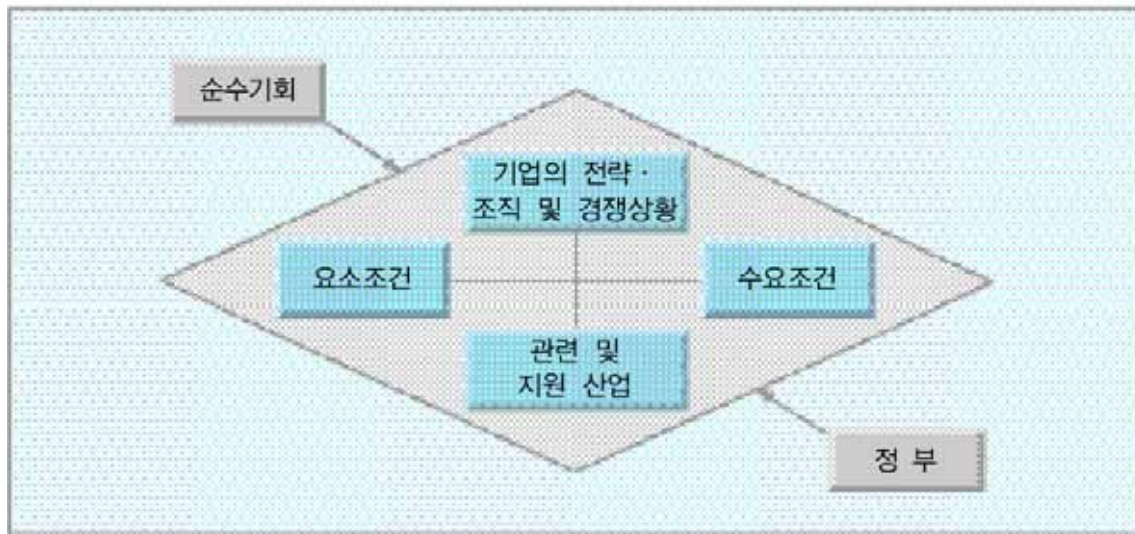 순수기회
기업의 전략 ·
조직 및 경쟁상황
요소조건
수요조건
관련 및
지원 산업
정 부